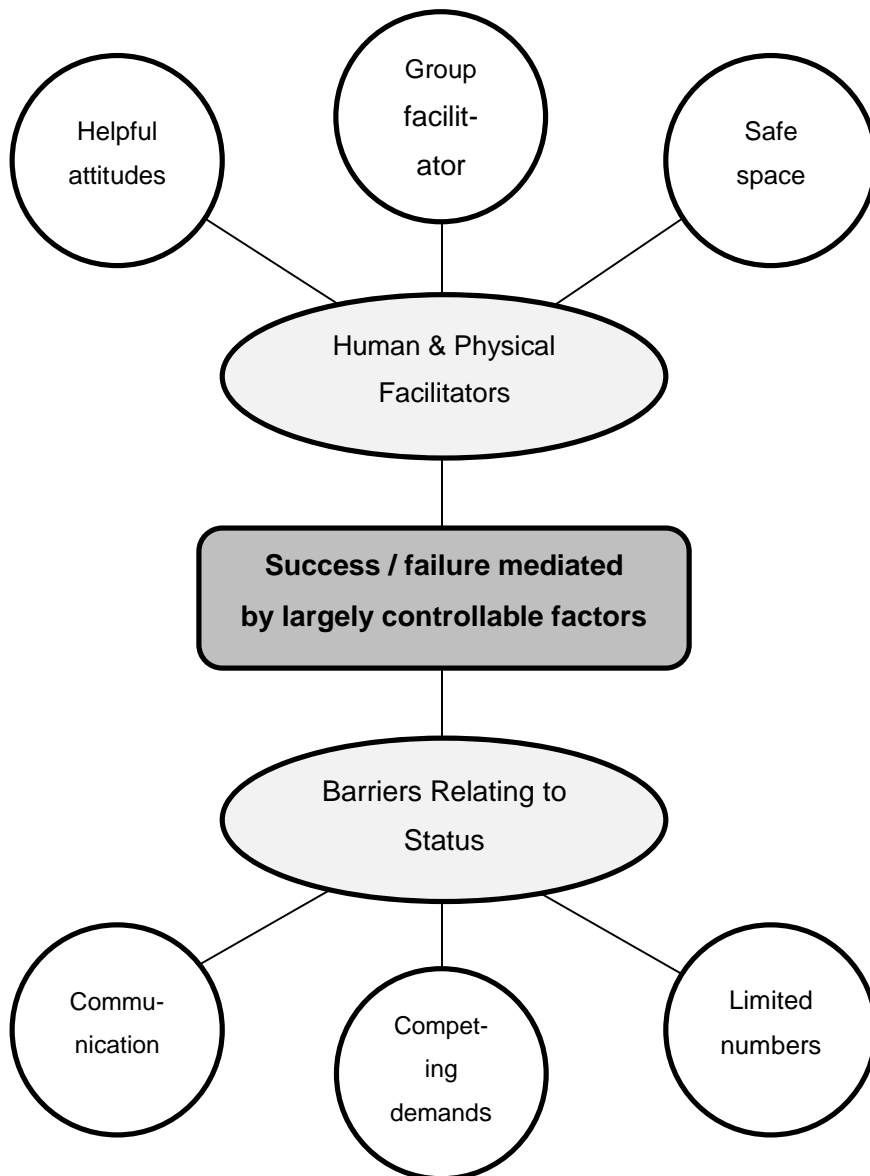 Group
facilit-
ator
Helpful
attitudes
Safe
space
Human & Physical
Facilitators
Success / failure mediated
by largely controllable factors
Barriers Relating to
Status
Commu-
nication
Compet-
ing
demands
Limited
numbers